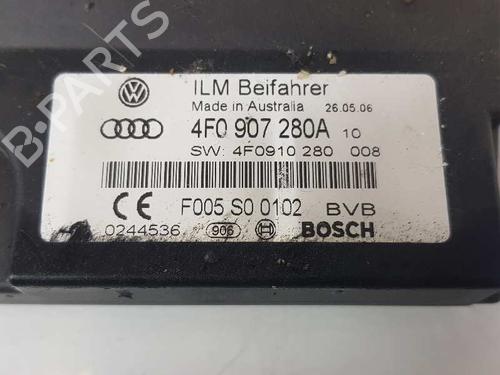 ILM Beifahrer
Made in Australia 26.05.06
4F0 907 280A 10
SW: 4F0910 280 008
CE F005 S0 0102 BVB
0244536 906 BOSCH